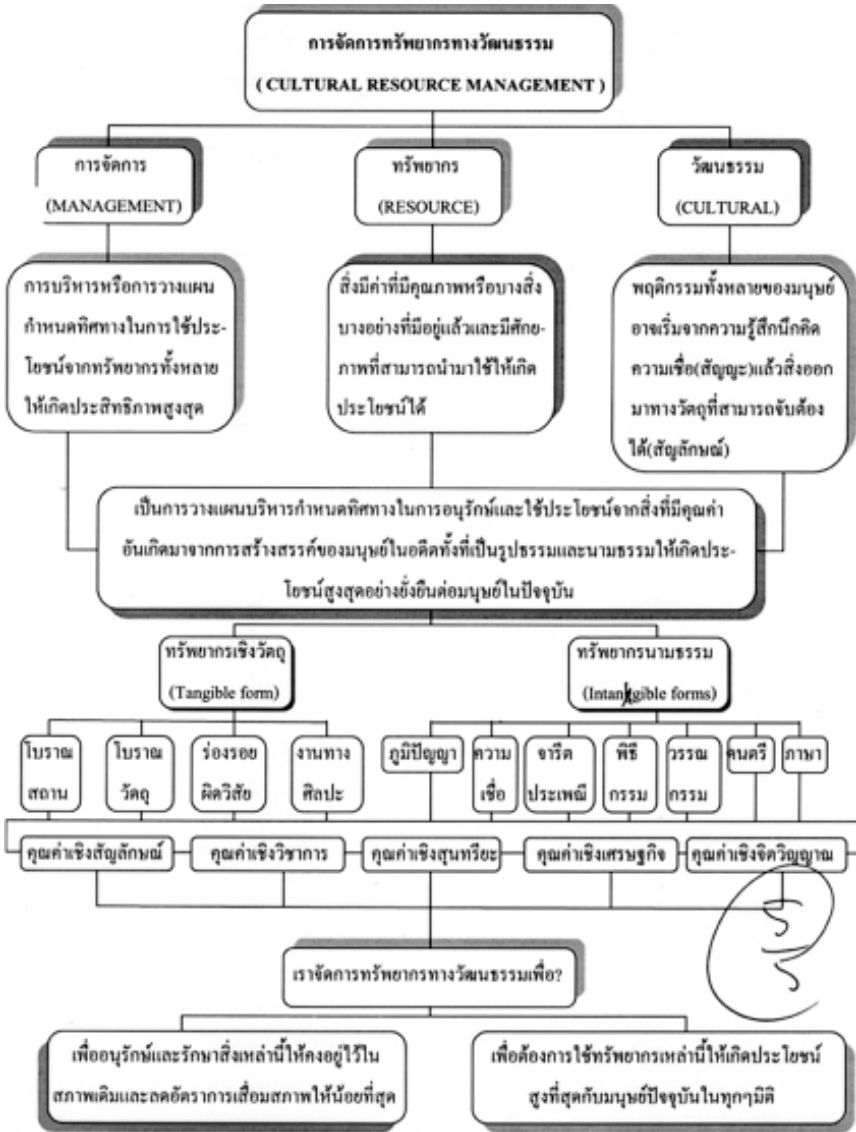 การจัดการทรัพยากรทางวัฒนธรรม
( CULTURAL RESOURCE MANAGEMENT )
การจัดการ
(MANAGEMENT)
ทรัพยากร
(RESOURCE)
วัฒนธรรม
(CULTURAL)
การบริหารหรือการวางแผน
กำหนดทิศทางในการใช้ประ-
โยชน์จากทรัพยากรทั้งหลาย
ให้เกิดประสิทธิภาพสูงสุด
สิ่งมีค่าที่มีคุณภาพหรือบางสิ่ง
บางอย่างที่มีอยู่แล้วและมีศักย-
ภาพที่สามารถนำมาใช้ให้เกิด
ประโยชน์ได้
พฤติกรรมทั้งหลายของมนุษย์
อาจเริ่มจากความรู้สึกนึกคิด
ความเชื่อ(สัญญะ)แล้วสิ่งออก
มาทางวัตถุที่สามารถจับต้อง
ได้(สัญลักษณ์)
เป็นการวางแผนบริหารกำหนดทิศทางในการอนุรักษ์และใช้ประโยชน์จากสิ่งที่มีคุณค่า
อันเกิดมาจากการสร้างสรรค์ของมนุษย์ในอดีตทั้งที่เป็นรูปธรรมและนามธรรมให้เกิดประ-
โยชน์สูงสุดอย่างยั่งยืนต่อมนุษย์ในปัจจุบัน
ทรัพยากรเชิงวัตถุ
(Tangible form)
ทรัพยากรนามธรรม
(Intangible forms)
โบราณ
สถาน
โบราณ
วัตถุ
ร่องรอย
ผิดวิสัย
งานทาง
ศิลปะ
ภูมิปัญญา
ความ
เชื่อ
จารีต
ประเพณี
พิธี
กรรม
วรรณ
กรรม
ดนตรี
ภาษา
คุณค่าเชิงสัญลักษณ์
คุณค่าเชิงวิชาการ
คุณค่าเชิงสุนทรียะ
คุณค่าเชิงเศรษฐกิจ
คุณค่าเชิงจิตวิญญาณ
เราจัดการทรัพยากรทางวัฒนธรรมเพื่อ?
เพื่ออนุรักษ์และรักษาสิ่งเหล่านี้ให้คงอยู่ไว้ใน
สภาพเดิมและลดอัตราการเสื่อมสภาพให้น้อยที่สุด
เพื่อต้องการใช้ทรัพยากรเหล่านี้ให้เกิดประโยชน์
สูงที่สุดกับมนุษย์ปัจจุบันในทุกๆมิติ